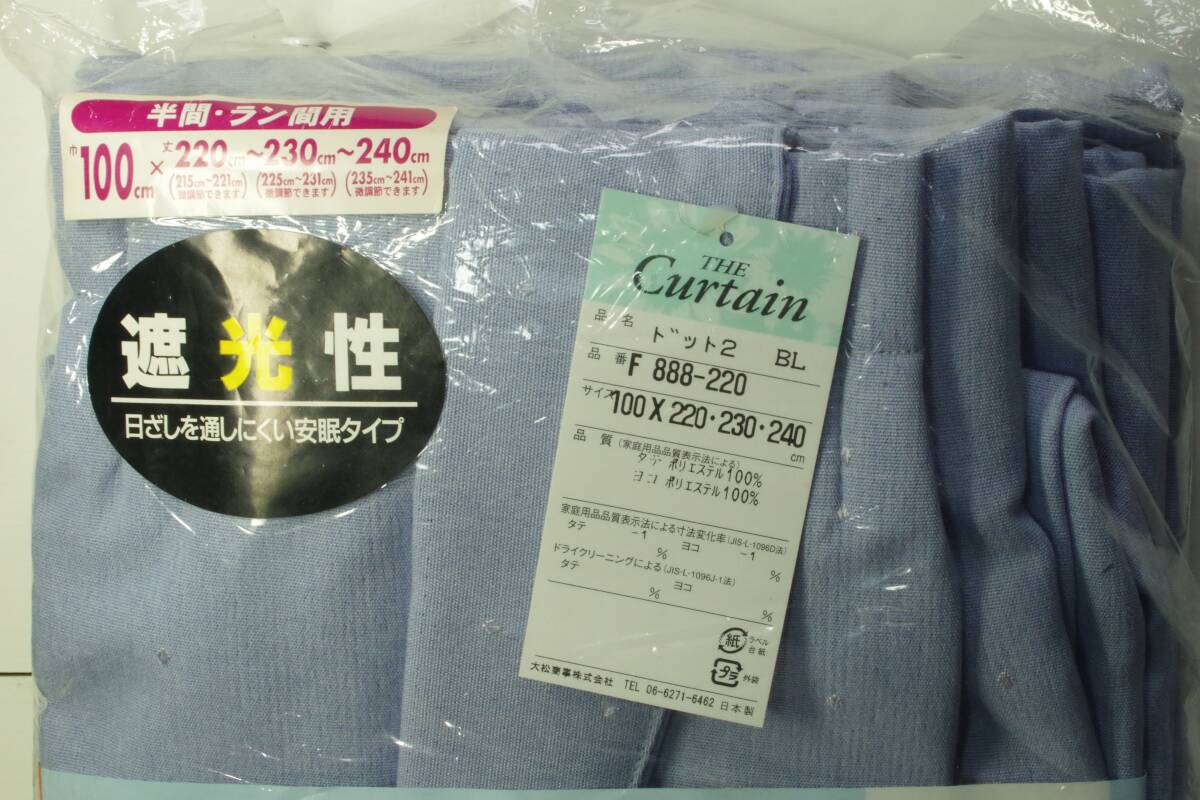 半間・ラン間用
巾100cm×丈220cm~230cm~240cm
(215cm~221cm 微調節できます) (225cm~231cm 微調節できます) (235cm~241cm 微調節できます)
遮光性
日ざしを通しにくい安眠タイプ
THE
Curtain
品名 ドット2 BL
品番 F 888-220
サイズ 100X220・230・240
cm
品質(家庭用品品質表示法による)
タテ ポリエステル100%
ヨコ ポリエステル100%
家庭用品品質表示法による寸法変化率(JIS-L-1096D法)
タテ -1 % ヨコ -1 %
ドライクリーニングによる(JIS-L-1096J-1法)
タテ % ヨコ %
紙 ラベル台紙
プラ 外袋
大松商事株式会社 TEL 06-6271-6462 日本製